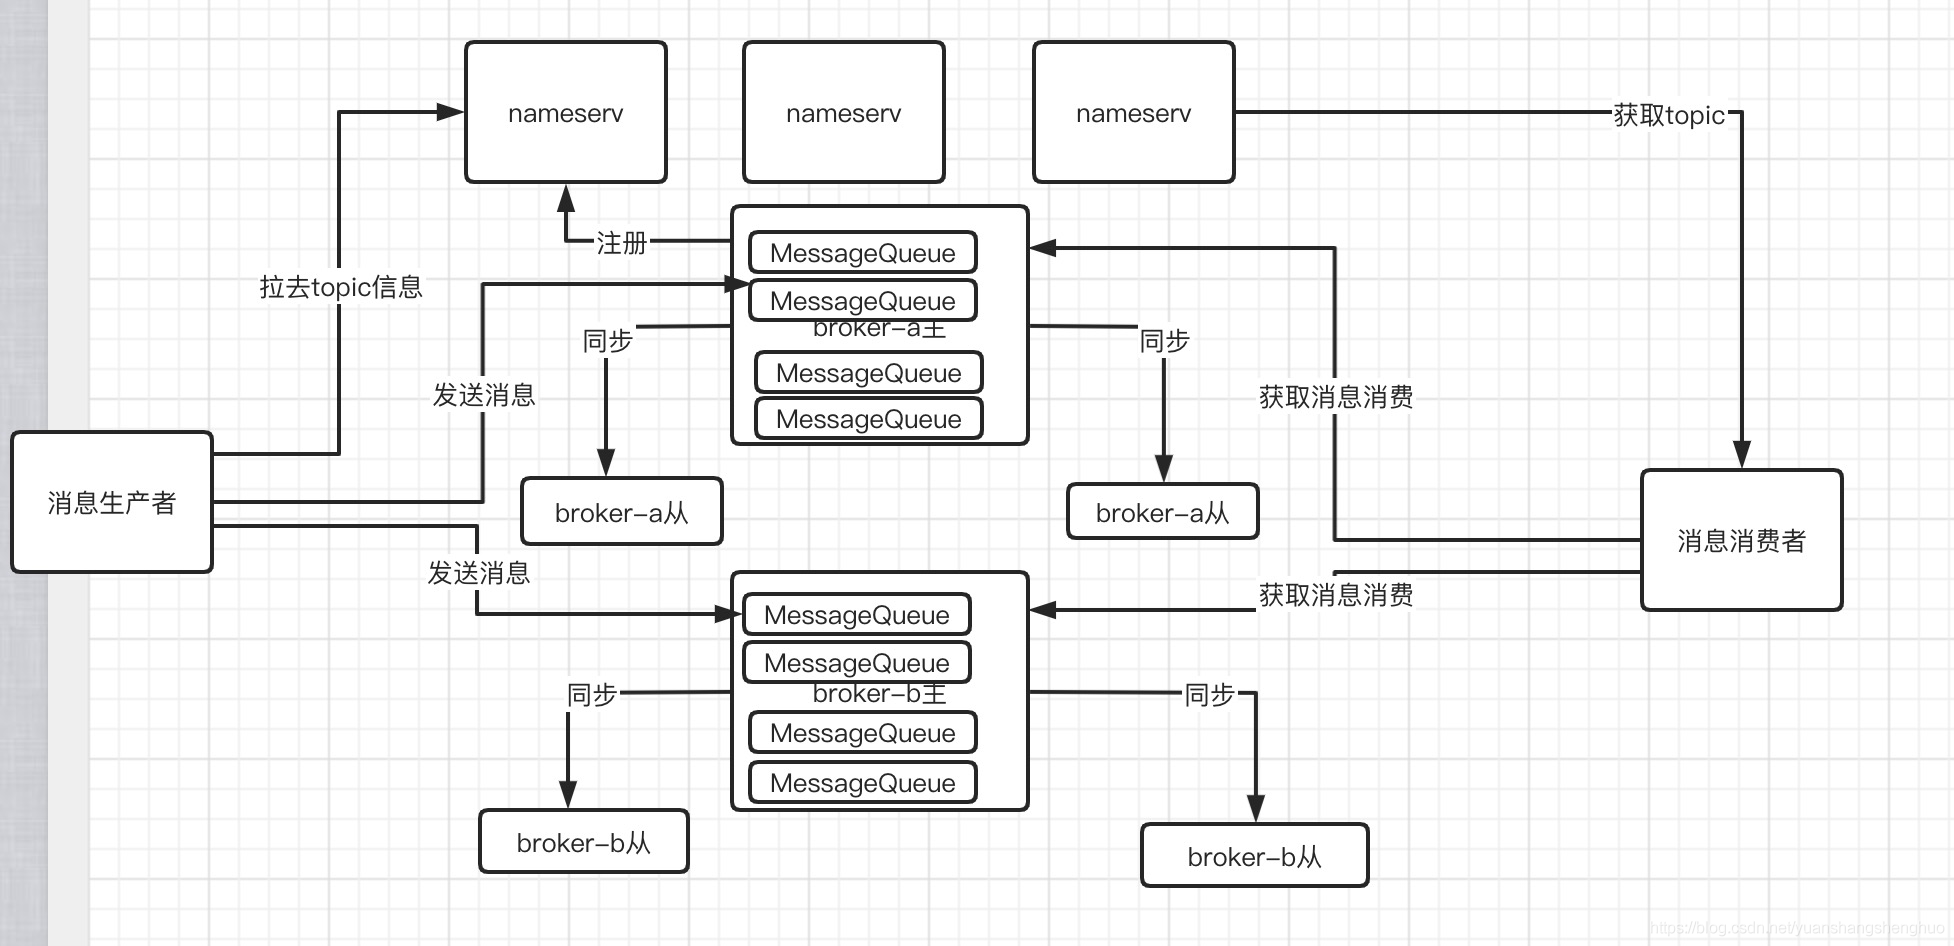 nameserv
nameserv
nameserv
获取topic
注册
MessageQueue
拉去topic信息
MessageQueue
broker-a主
同步
同步
MessageQueue
发送消息
获取消息消费
MessageQueue
消息生产者
broker-a从
broker-a从
消息消费者
发送消息
获取消息消费
MessageQueue
MessageQueue
broker-b主
同步
同步
MessageQueue
MessageQueue
broker-b从
broker-b从
https://blog.csdn.net/yuanshangshenghuo